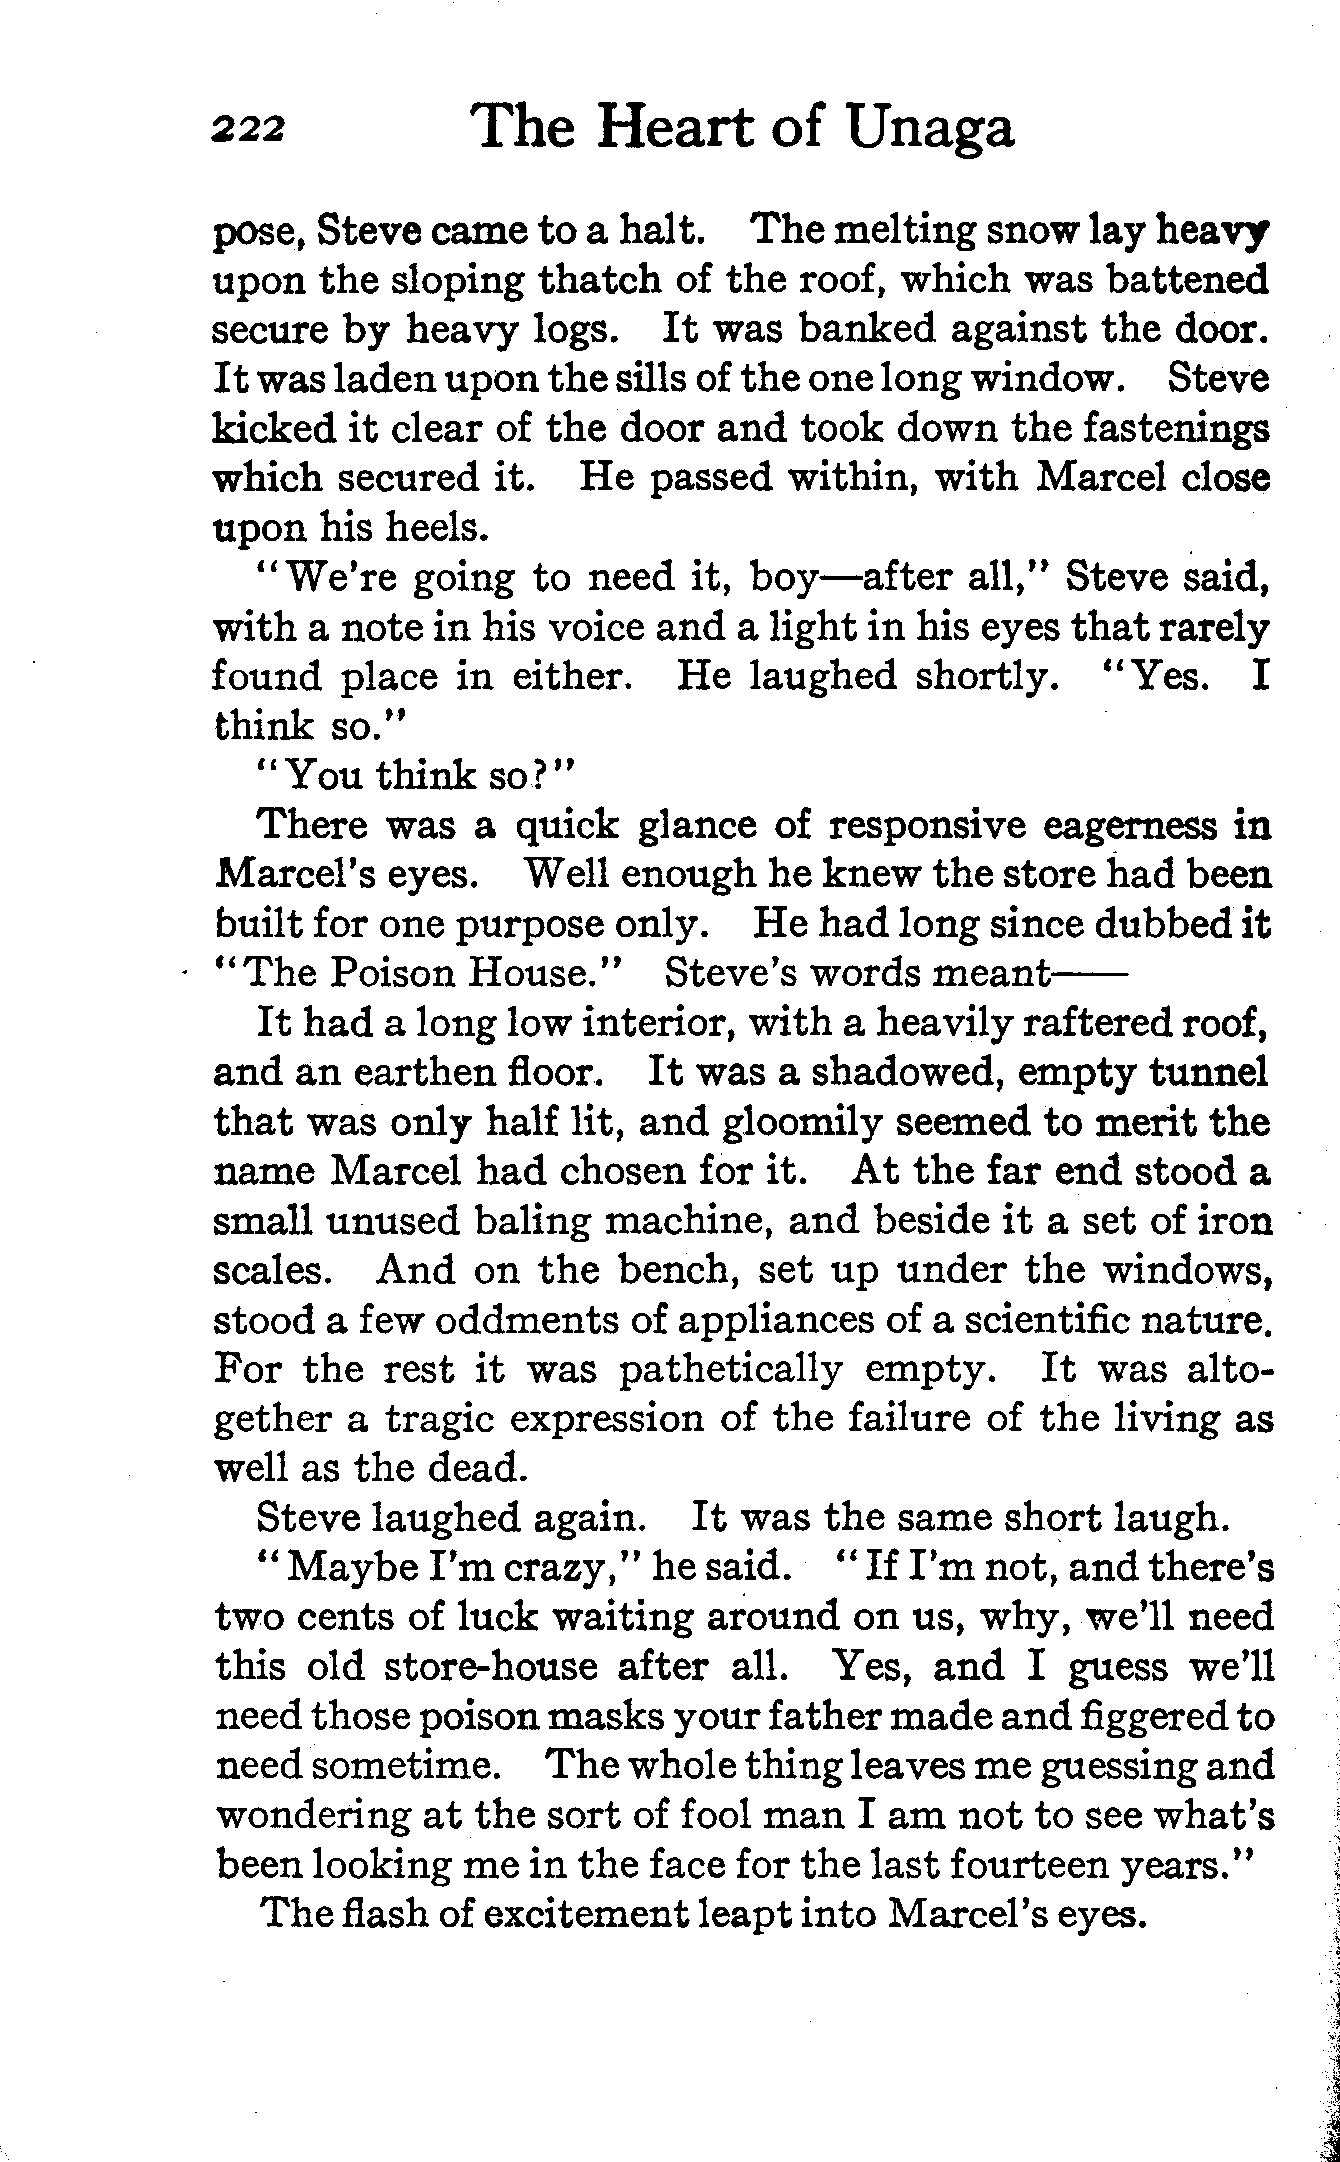 222 The Heart of Unaga
pose, Steve came to a halt. The melting snow lay heavy
upon the sloping thatch of the roof, which was battened
secure by heavy logs. It was banked against the door.
It was laden upon the sills of the one long window. Steve
kicked it clear of the door and took down the fastenings
which secured it. He passed within, with Marcel close
upon his heels.
"We're going to need it, boy—after all," Steve said,
with a note in his voice and a light in his eyes that rarely
found place in either. He laughed shortly. "Yes. I
think so."
"You think so?"
There was a quick glance of responsive eagerness in
Marcel's eyes. Well enough he knew the store had been
built for one purpose only. He had long since dubbed it
"The Poison House." Steve's words meant——
It had a long low interior, with a heavily raftered roof,
and an earthen floor. It was a shadowed, empty tunnel
that was only half lit, and gloomily seemed to merit the
name Marcel had chosen for it. At the far end stood a
small unused baling machine, and beside it a set of iron
scales. And on the bench, set up under the windows,
stood a few oddments of appliances of a scientific nature.
For the rest it was pathetically empty. It was alto-
gether a tragic expression of the failure of the living as
well as the dead.
Steve laughed again. It was the same short laugh.
"Maybe I'm crazy," he said. "If I'm not, and there's
two cents of luck waiting around on us, why, we'll need
this old store-house after all. Yes, and I guess we'll
need those poison masks your father made and figgered to
need sometime. The whole thing leaves me guessing and
wondering at the sort of fool man I am not to see what's
been looking me in the face for the last fourteen years."
The flash of excitement leapt into Marcel's eyes.